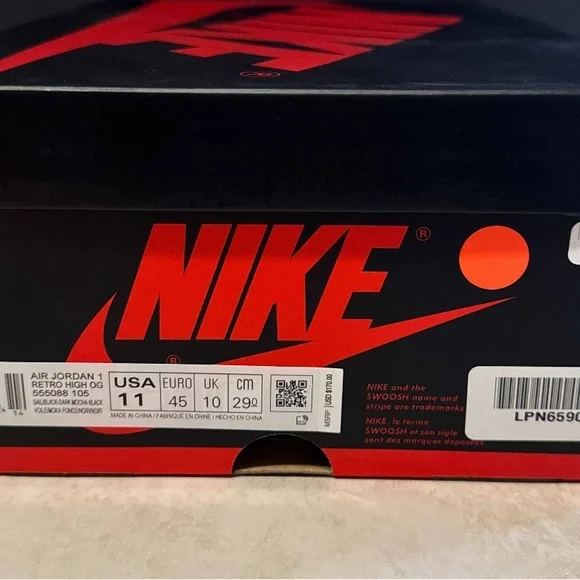 NIKE ®
®
AIR JORDAN 1
RETRO HIGH OG
555088 105
SAIL/BLACK-DARK MOCHA-BLACK
VOILE/MOKA FONCE/NOIR/NOIR
USA
11
EURO
45
UK
10
CM
29
MADE IN CHINA / FABRIQUÉ EN CHINE / HECHO EN CHINA
MSRP USD $170.00
NIKE and the
SWOOSH name and
stripe are trademarks
NIKE, le terme
SWOOSH et son sigle
sont des marques déposées
LPN6590